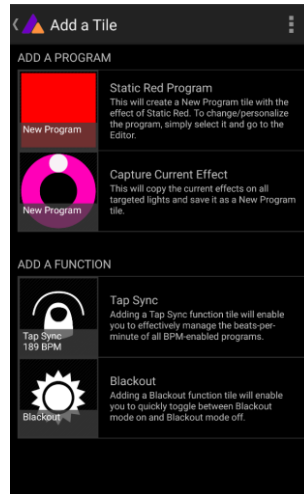 Add a Tile
ADD A PROGRAM
New Program
Static Red Program
This will create a New Program tile with the
effect of Static Red. To change/personalize
the program, simply select it and go to the
Editor.
New Program
Capture Current Effect
This will copy the current effects on all
targeted lights and save it as a New Program
tile.
ADD A FUNCTION
Tap Sync
189 BPM
Tap Sync
Adding a Tap Sync function tile will enable
you to effectively manage the beats-per-
minute of all BPM-enabled programs.
Blackout
Blackout
Adding a Blackout function tile will enable
you to quickly toggle between Blackout
mode on and Blackout mode off.